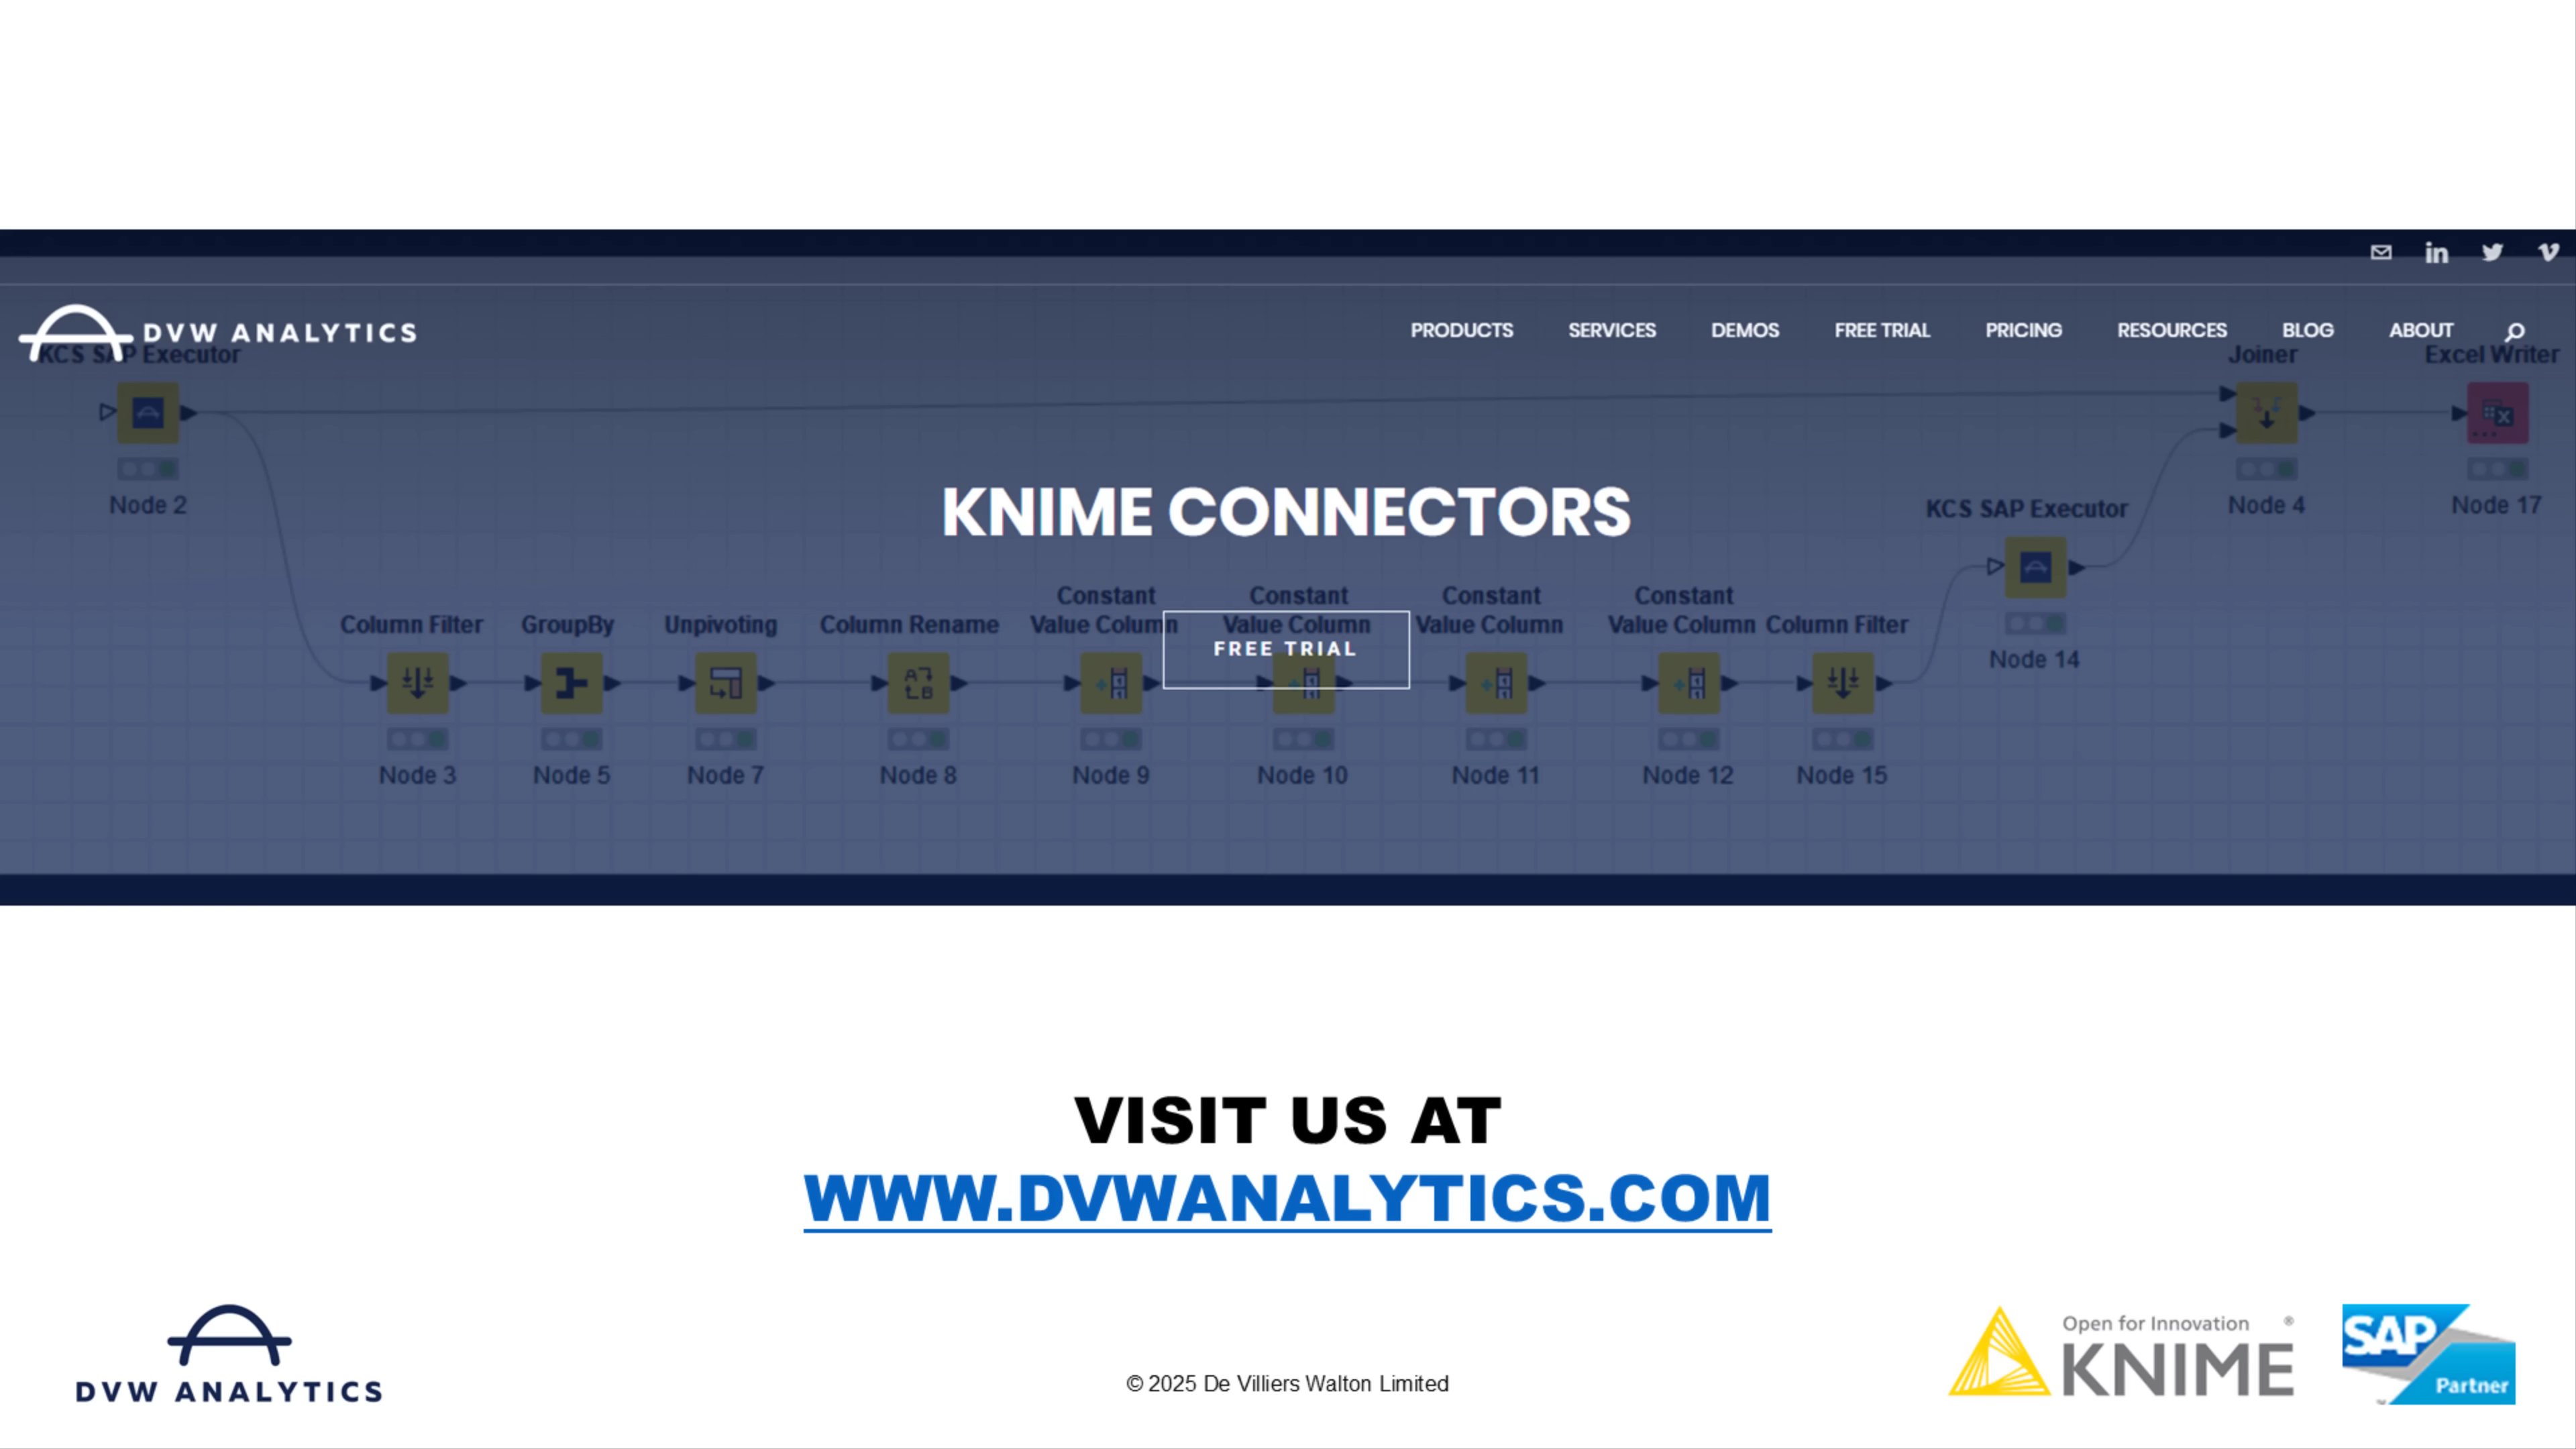 DVW ANALYTICS
PRODUCTS SERVICES DEMOS FREE TRIAL PRICING RESOURCES BLOG ABOUT
KCS SAP Executor
Joiner
Excel Writer
Node 2
Node 4
Node 17
KNIME CONNECTORS
KCS SAP Executor
Node 14
Column Filter
GroupBy
Unpivoting
Column Rename
Constant
Value Column
Constant
Value Column
Constant
Value Column
Constant
Value Column
Column Filter
FREE TRIAL
Node 3
Node 5
Node 7
Node 8
Node 9
Node 10
Node 11
Node 12
Node 15
VISIT US AT
WWW.DVWANALYTICS.COM
DVW ANALYTICS
© 2025 De Villiers Walton Limited
Open for Innovation ®
KNIME
SAP
Partner